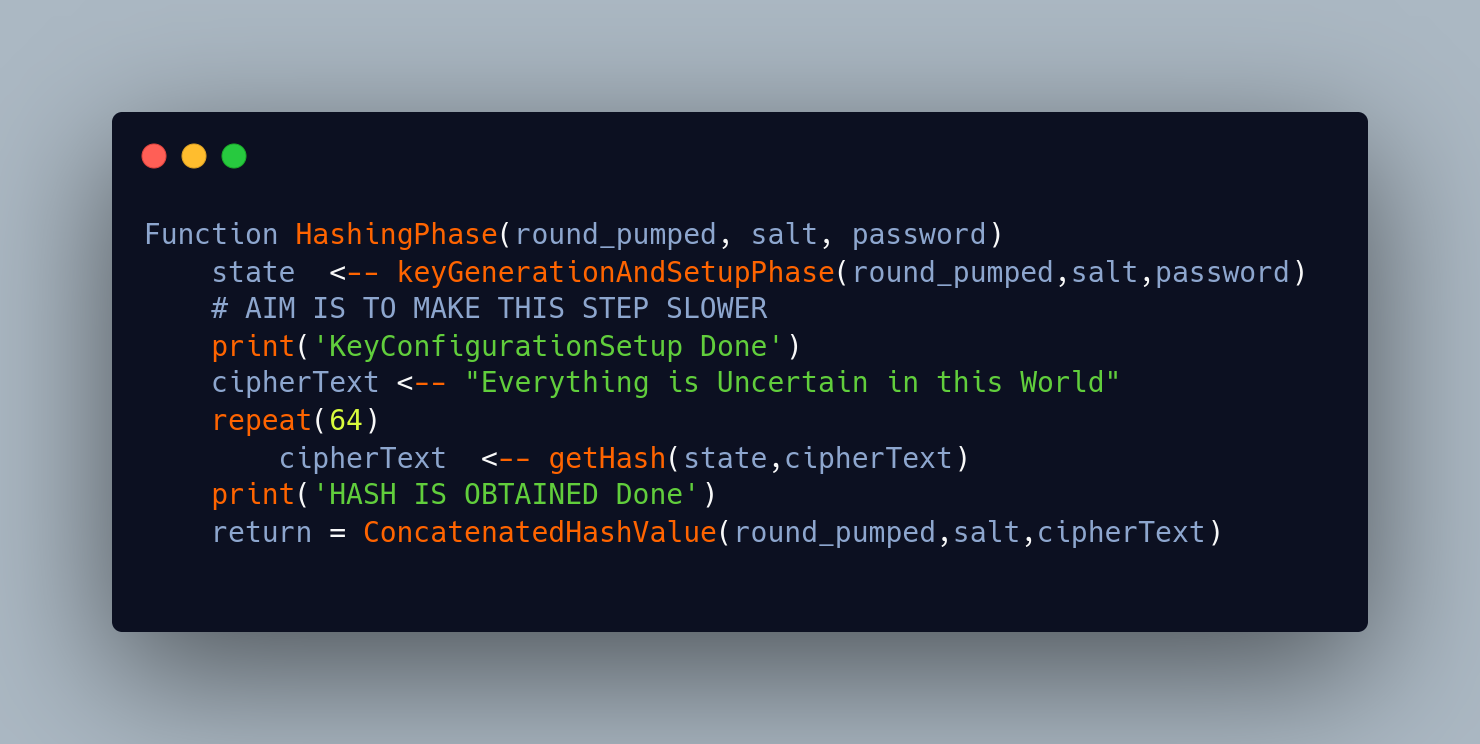 Function HashingPhase(round_pumped, salt, password)
    state  <-- keyGenerationAndSetupPhase(round_pumped,salt,password)
    # AIM IS TO MAKE THIS STEP SLOWER
    print('KeyConfigurationSetup Done')
    cipherText <-- "Everything is Uncertain in this World"
    repeat(64)
        cipherText  <-- getHash(state,cipherText)
    print('HASH IS OBTAINED Done')
    return = ConcatenatedHashValue(round_pumped,salt,cipherText)